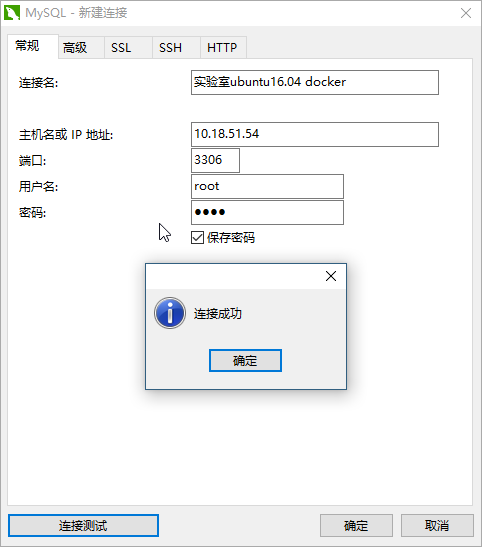 MySQL - 新建连接
常规 高级 SSL SSH HTTP
连接名: 实验室ubuntu16.04 docker
主机名或 IP 地址: 10.18.51.54
端口: 3306
用户名: root
密码: ●●●●
保存密码
连接成功
确定
连接测试 确定 取消